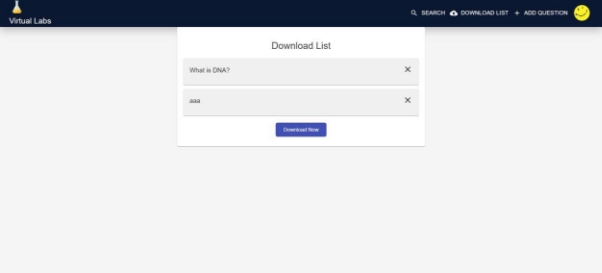 Virtual Labs
SEARCH DOWNLOAD LIST + ADD QUESTION
Download List
What is DNA?
aaa
Download Now